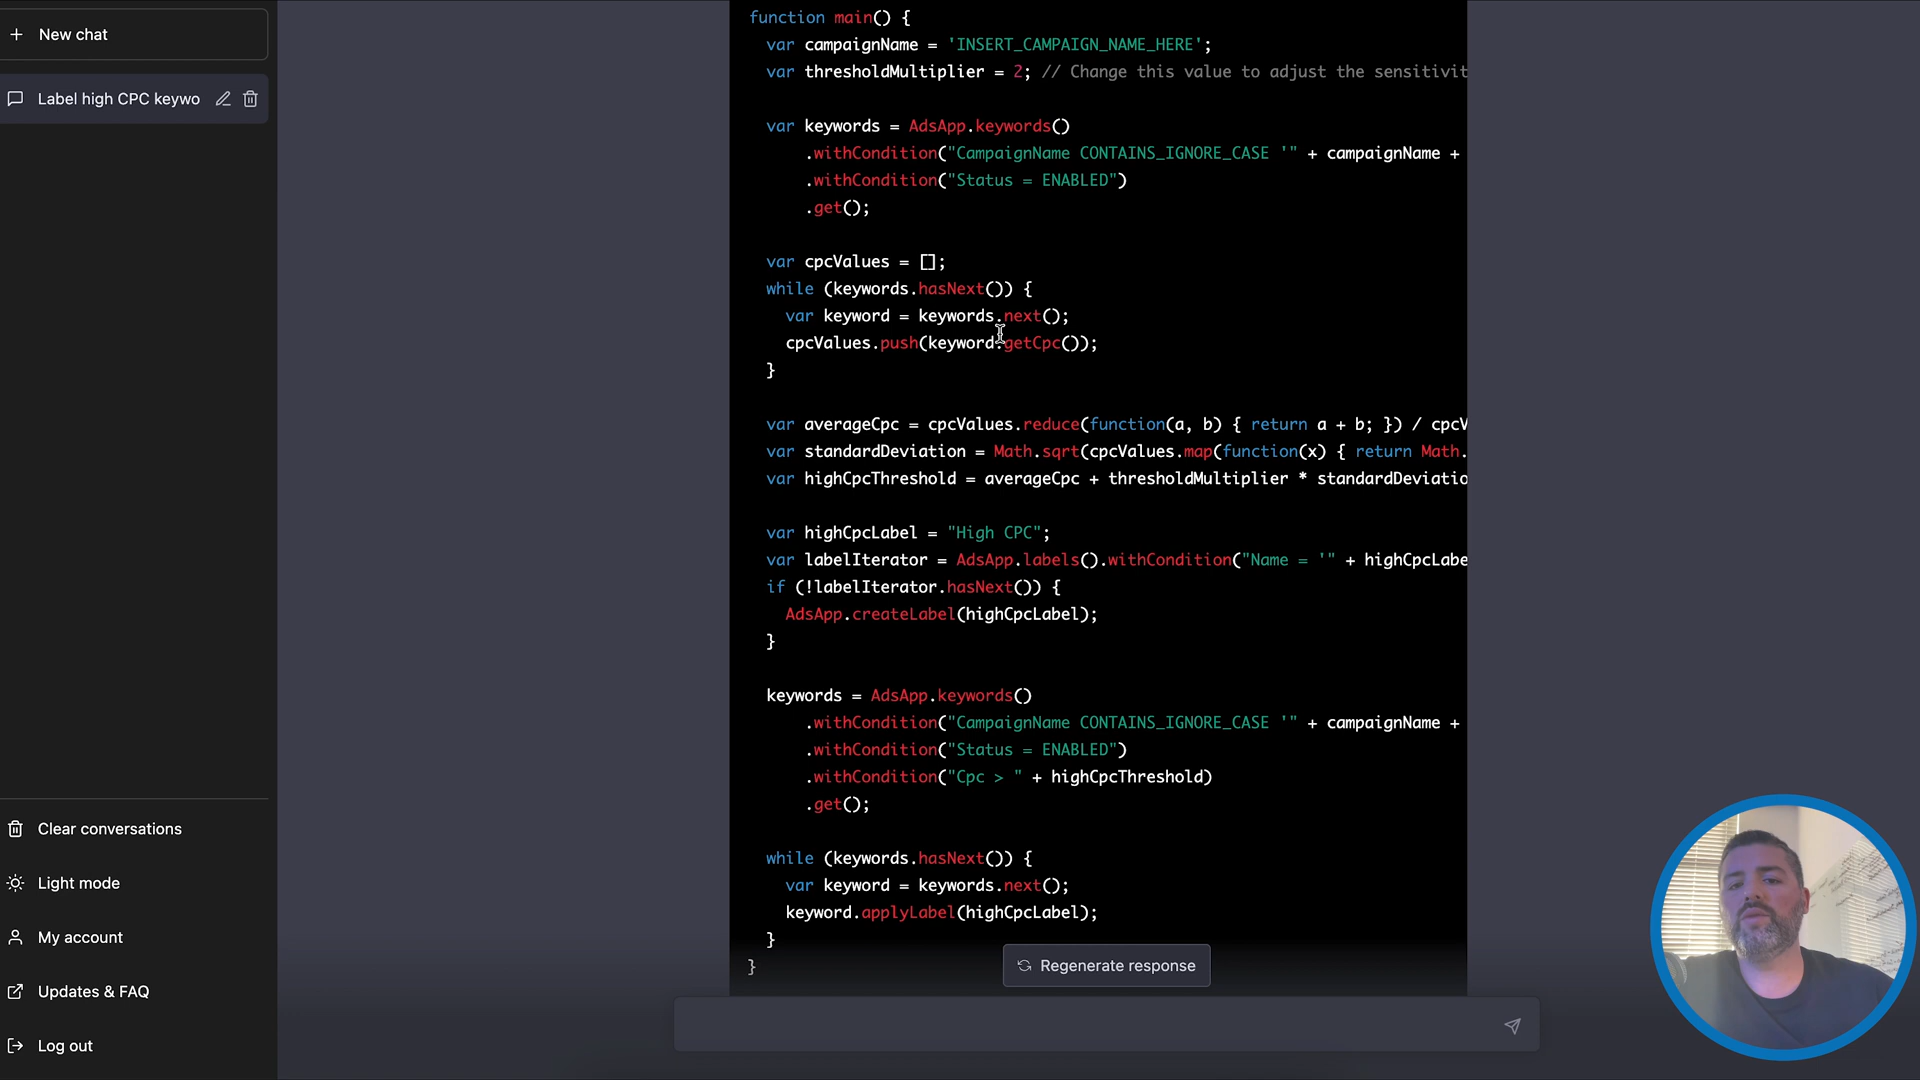 New chat
Label high CPC keywo
Clear conversations
Light mode
My account
Updates & FAQ
Log out
function main() {
var campaignName = 'INSERT_CAMPAIGN_NAME_HERE';
var thresholdMultiplier = 2; // Change this value to adjust the sensitivit
var keywords = AdsApp.keywords()
.withCondition("CampaignName CONTAINS_IGNORE_CASE '" + campaignName +
.withCondition("Status = ENABLED")
.get();
var cpcValues = [];
while (keywords.hasNext()) {
var keyword = keywords.next();
cpcValues.push(keyword.getCpc());
}
var averageCpc = cpcValues.reduce(function(a, b) { return a + b; }) / cpcV
var standardDeviation = Math.sqrt(cpcValues.map(function(x) { return Math.
var highCpcThreshold = averageCpc + thresholdMultiplier * standardDeviatio
var highCpcLabel = "High CPC";
var labelIterator = AdsApp.labels().withCondition("Name = '" + highCpcLabe
if (!labelIterator.hasNext()) {
AdsApp.createLabel(highCpcLabel);
}
keywords = AdsApp.keywords()
.withCondition("CampaignName CONTAINS_IGNORE_CASE '" + campaignName +
.withCondition("Status = ENABLED")
.withCondition("Cpc > " + highCpcThreshold)
.get();
while (keywords.hasNext()) {
var keyword = keywords.next();
keyword.applyLabel(highCpcLabel);
}
}
Regenerate response